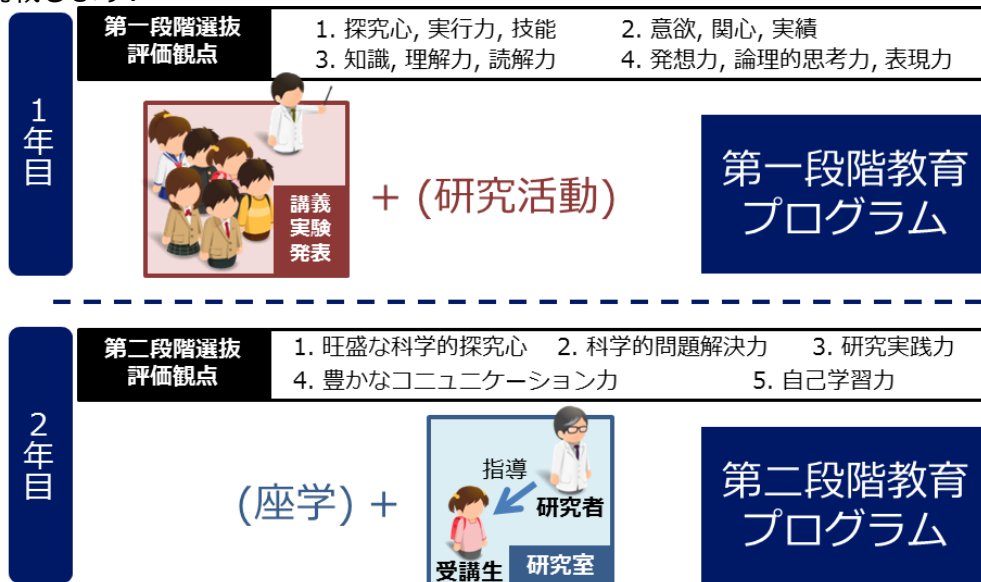 第一段階選抜
評価観点
1. 探究心, 実行力, 技能 2. 意欲, 関心, 実績
3. 知識, 理解力, 読解力 4. 発想力, 論理的思考力, 表現力
1年目
講義
実験
発表
+ (研究活動)
第一段階教育
プログラム
第二段階選抜
評価観点
1. 旺盛な科学的探究心 2. 科学的問題解決力 3. 研究実践力
4. 豊かなコニュニケーション力 5. 自己学習力
2年目
(座学) +
指導
研究者
受講生
研究室
第二段階教育
プログラム